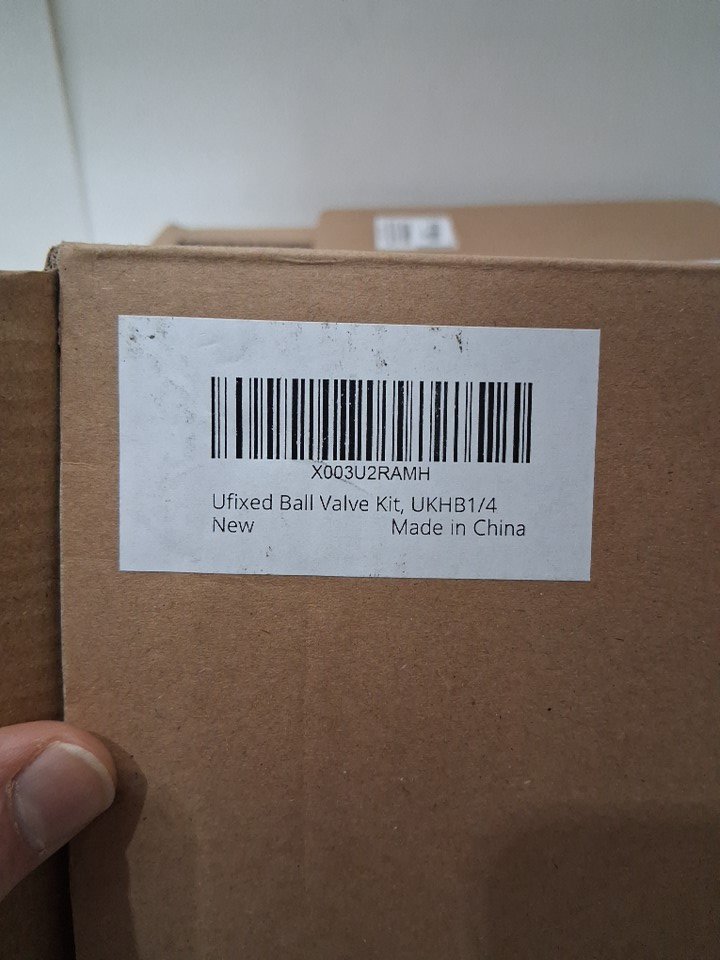 X003U2RAMH
Ufixed Ball Valve Kit, UKHB1/4
New Made in China